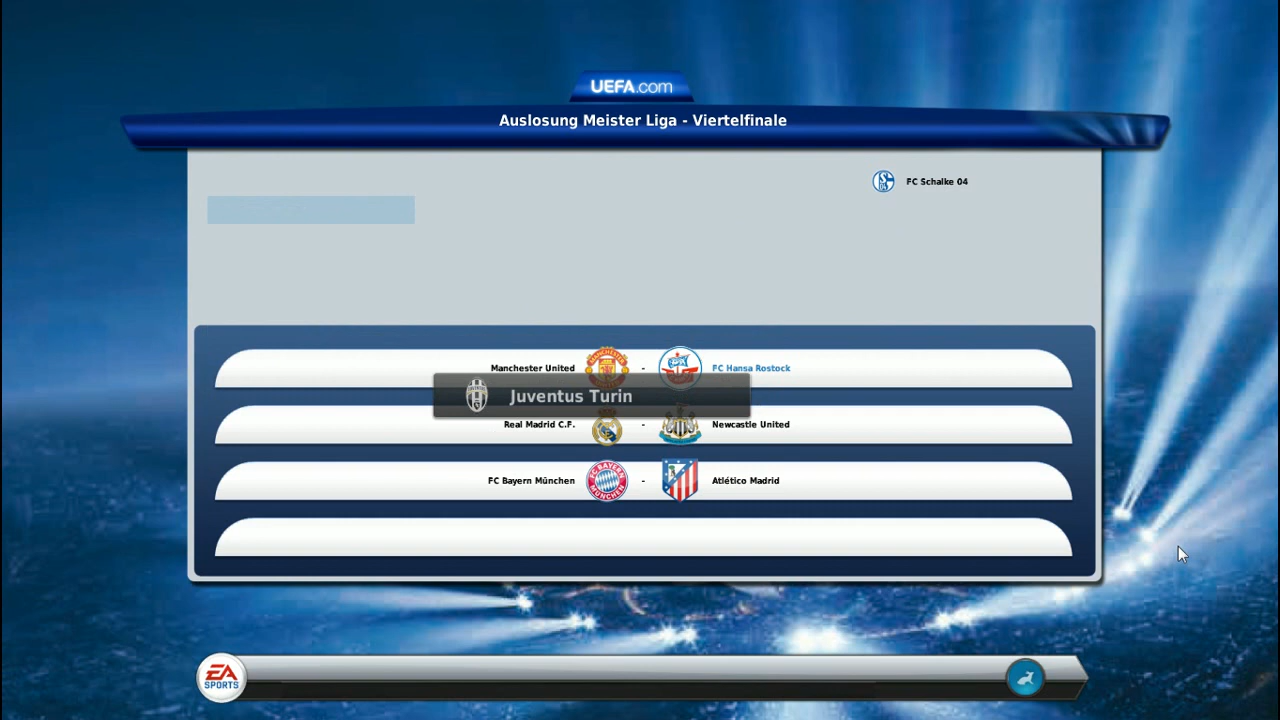 UEFA.com
Auslosung Meister Liga - Viertelfinale
FC Schalke 04
Manchester United - FC Hansa Rostock
Juventus Turin
Real Madrid C.F. - Newcastle United
FC Bayern München - Atlético Madrid
EA
SPORTS